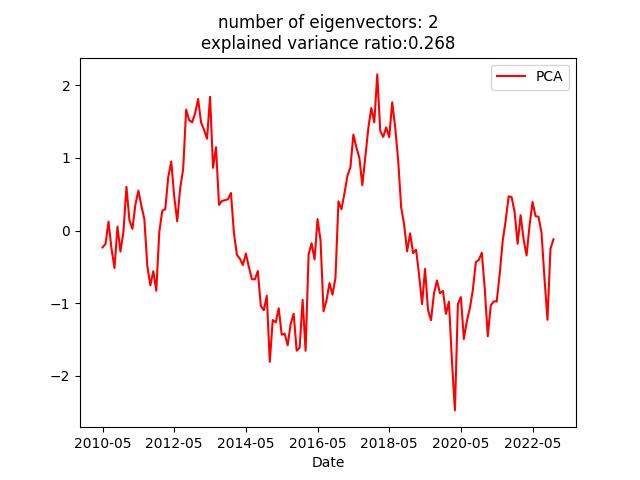 number of eigenvectors: 2
explained variance ratio:0.268
PCA
2
1
0
−1
−2
2010-05 2012-05 2014-05 2016-05 2018-05 2020-05 2022-05
Date